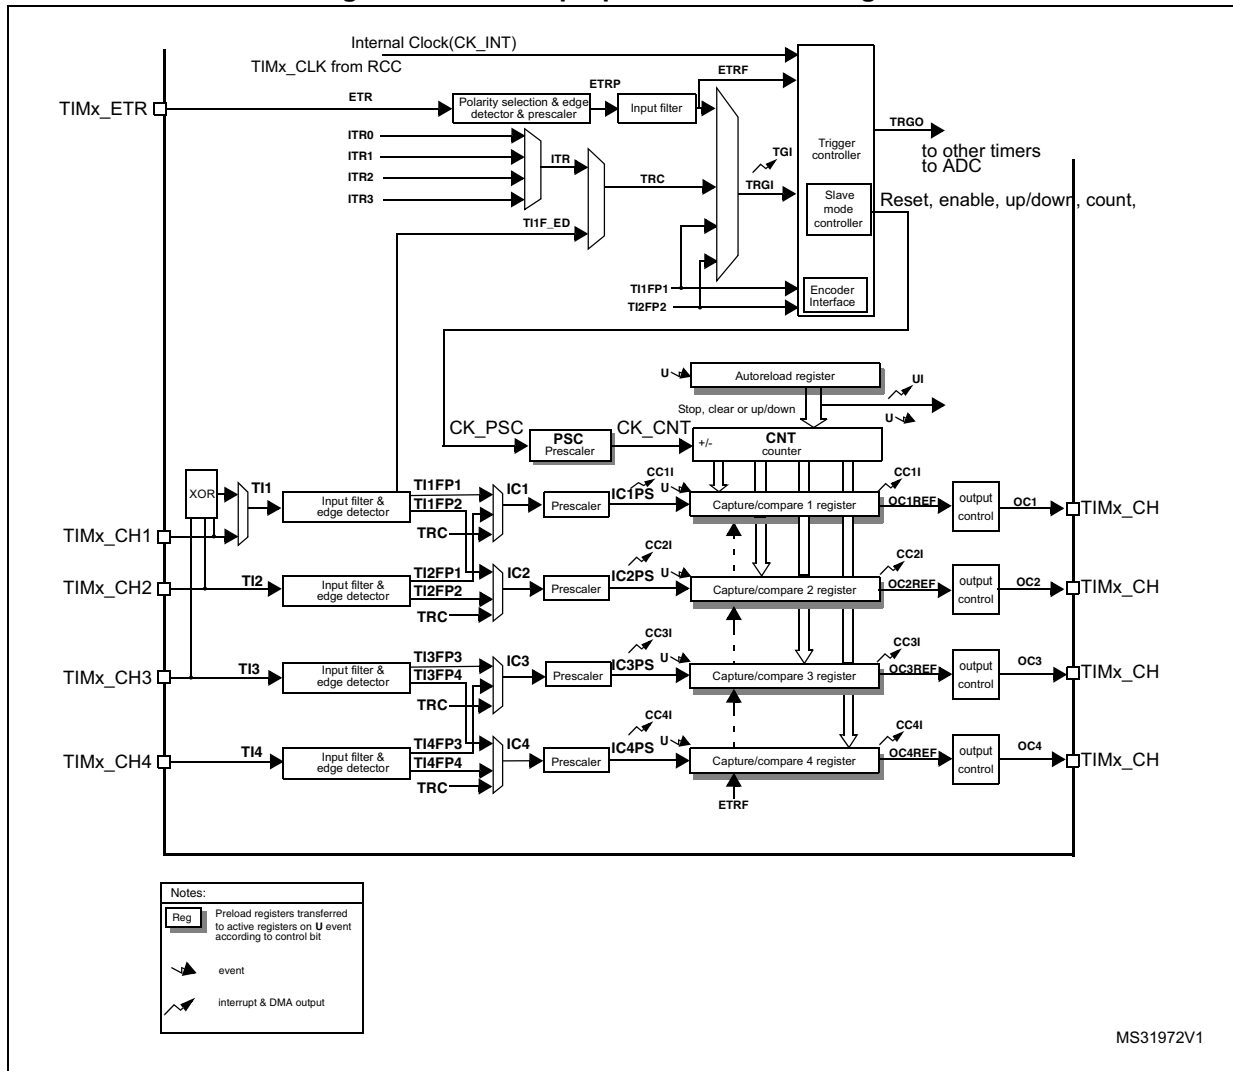 Internal Clock(CK_INT)
TIMx_CLK from RCC
ETRF
TIMx_ETR
ETR
Polarity selection & edge
detector & prescaler
ETRP
Input filter
ITR0
ITR1
ITR2
ITR3
ITR
TI1F_ED
TRC
TGI
TRGI
Trigger
controller
TRGO
to other timers
to ADC
Slave
mode
controller
Reset, enable, up/down, count,
TI1FP1
TI2FP2
Encoder
Interface
U
Autoreload register
UI
Stop, clear or up/down
U
CK_PSC
PSC
Prescaler
CK_CNT
+/-
CNT
counter
XOR
TI1
TIMx_CH1
Input filter &
edge detector
TI1FP1
TI1FP2
TRC
IC1
Prescaler
IC1PS
CC1I
U
Capture/compare 1 register
CC1I
OC1REF
output
control
OC1
TIMx_CH
TIMx_CH2
TI2
Input filter &
edge detector
TI2FP1
TI2FP2
TRC
IC2
Prescaler
IC2PS
CC2I
U
Capture/compare 2 register
CC2I
OC2REF
output
control
OC2
TIMx_CH
TIMx_CH3
TI3
Input filter &
edge detector
TI3FP3
TI3FP4
TRC
IC3
Prescaler
IC3PS
CC3I
U
Capture/compare 3 register
CC3I
OC3REF
output
control
OC3
TIMx_CH
TIMx_CH4
TI4
Input filter &
edge detector
TI4FP3
TI4FP4
TRC
IC4
Prescaler
IC4PS
CC4I
U
Capture/compare 4 register
CC4I
OC4REF
output
control
OC4
TIMx_CH
ETRF
Notes:
Reg
Preload registers transferred
to active registers on U event
according to control bit
event
interrupt & DMA output
MS31972V1